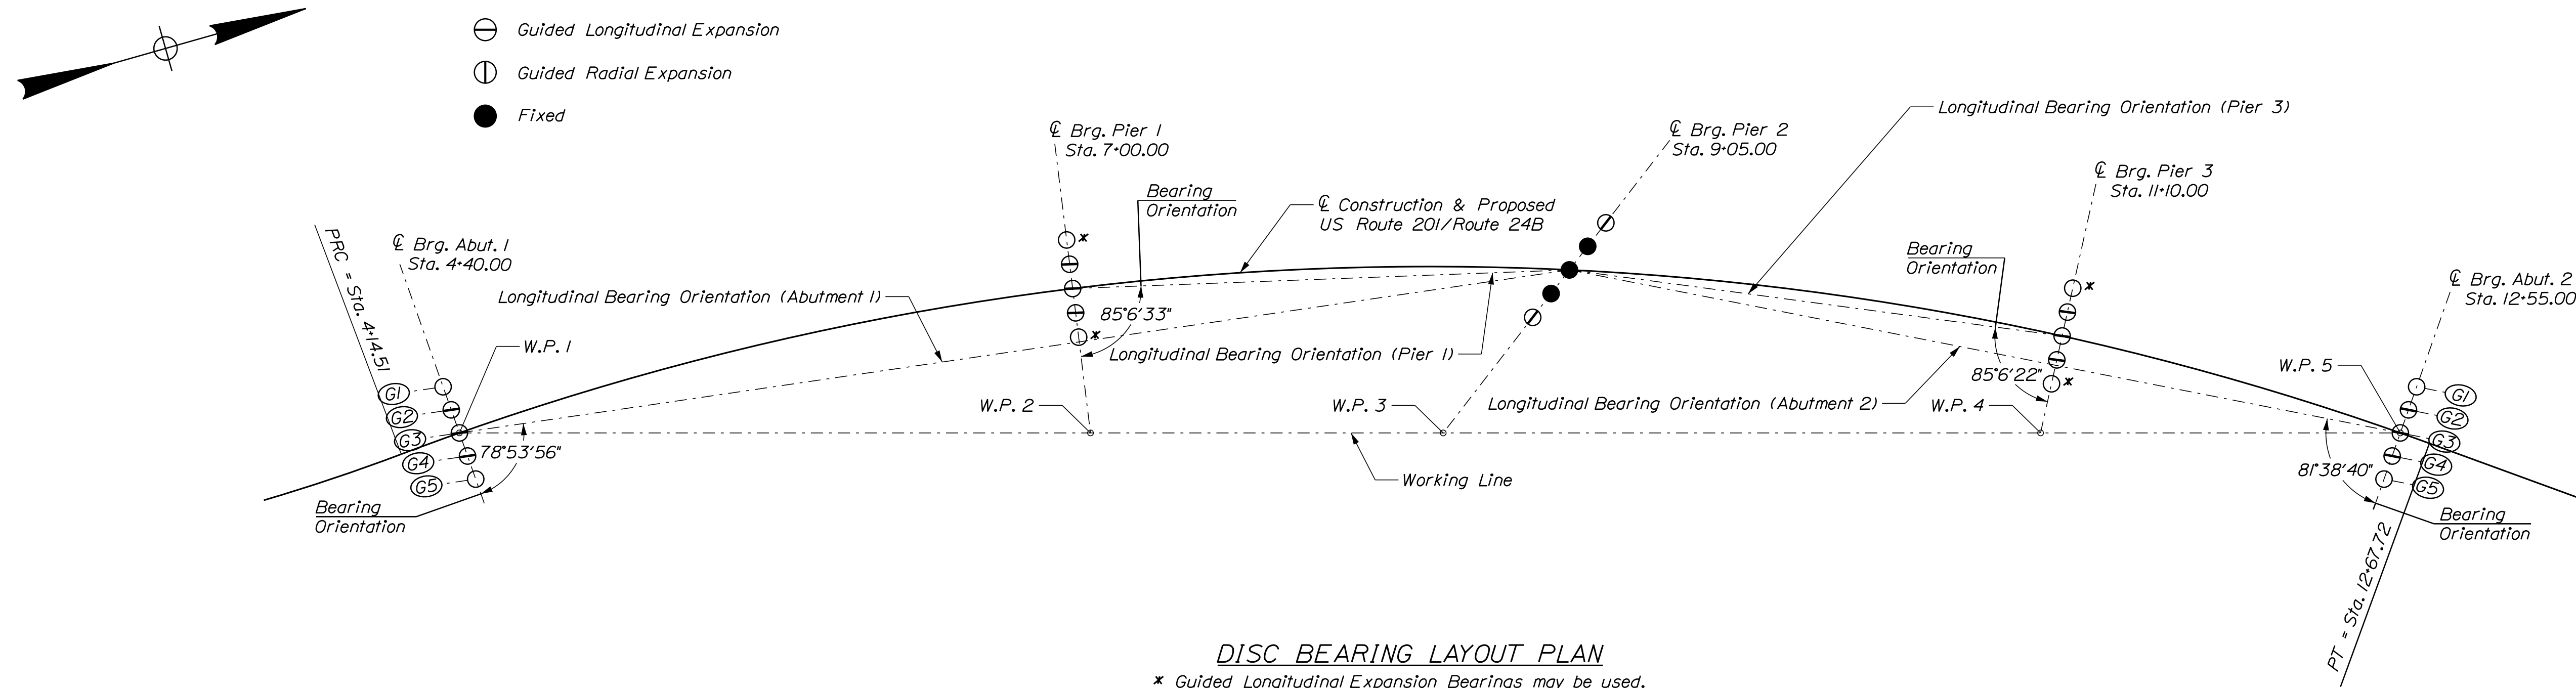 Guided Longitudinal Expansion
Guided Radial Expansion
Fixed
℄ Brg. Pier 1
Sta. 7+00.00
℄ Brg. Pier 2
Sta. 9+05.00
Longitudinal Bearing Orientation (Pier 3)
℄ Brg. Pier 3
Sta. 11+10.00
Bearing
Orientation
℄ Construction & Proposed
US Route 201/Route 24B
PRC = Sta. 4+14.51
℄ Brg. Abut. 1
Sta. 4+40.00
Bearing
Orientation
℄ Brg. Abut. 2
Sta. 12+55.00
Longitudinal Bearing Orientation (Abutment 1)
*
*
85°6'33"
Longitudinal Bearing Orientation (Pier 1)
*
*
85°6'22"
W.P. 1
W.P. 2
W.P. 3
Longitudinal Bearing Orientation (Abutment 2)
W.P. 4
W.P. 5
G1
G2
G3
G4
G5
78°53'56"
Bearing
Orientation
Working Line
G1
G2
G3
G4
G5
81°38'40"
Bearing
Orientation
PT = Sta. 12+67.72
DISC BEARING LAYOUT PLAN
* Guided Longitudinal Expansion Bearings may be used.